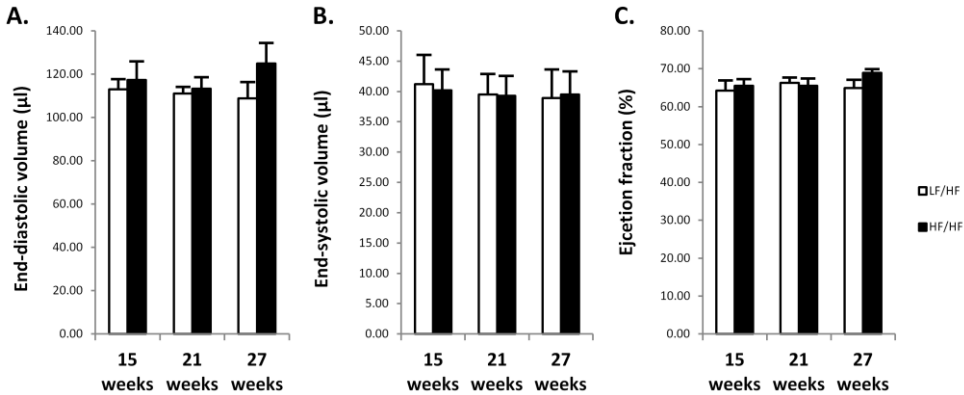 A.
End-diastolic volume (µl)
140.00
120.00
100.00
80.00
60.00
40.00
20.00
0.00
15 weeks
21 weeks
27 weeks
B.
End-systolic volume (µl)
50.00
45.00
40.00
35.00
30.00
25.00
20.00
15.00
10.00
5.00
0.00
15 weeks
21 weeks
27 weeks
C.
Ejcetion fraction (%)
80.00
70.00
60.00
50.00
40.00
30.00
20.00
10.00
0.00
15 weeks
21 weeks
27 weeks
LF/HF
HF/HF